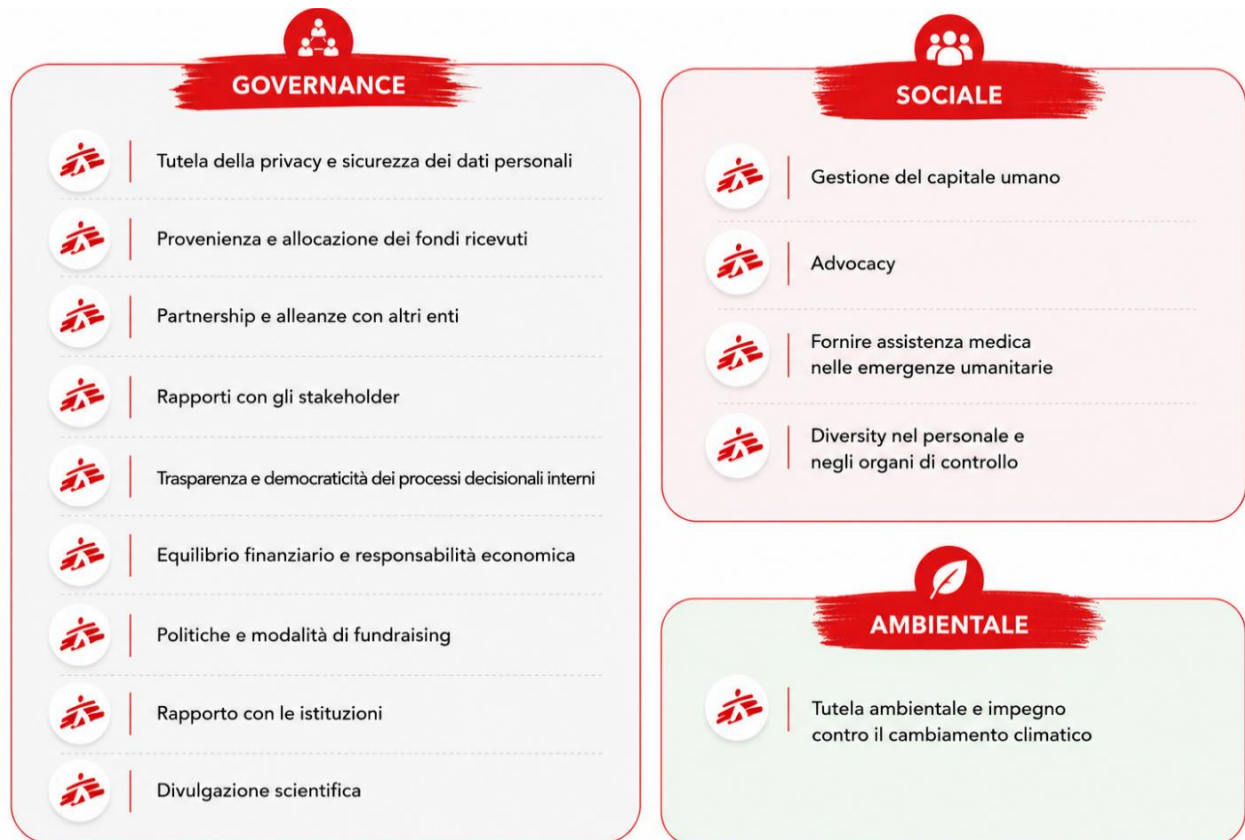 GOVERNANCE
Tutela della privacy e sicurezza dei dati personali
Provenienza e allocazione dei fondi ricevuti
Partnership e alleanze con altri enti
Rapporti con gli stakeholder
Trasparenza e democraticità dei processi decisionali interni
Equilibrio finanziario e responsabilità economica
Politiche e modalità di fundraising
Rapporto con le istituzioni
Divulgazione scientifica
SOCIALE
Gestione del capitale umano
Advocacy
Fornire assistenza medica
nelle emergenze umanitarie
Diversity nel personale e
negli organi di controllo
AMBIENTALE
Tutela ambientale e impegno
contro il cambiamento climatico